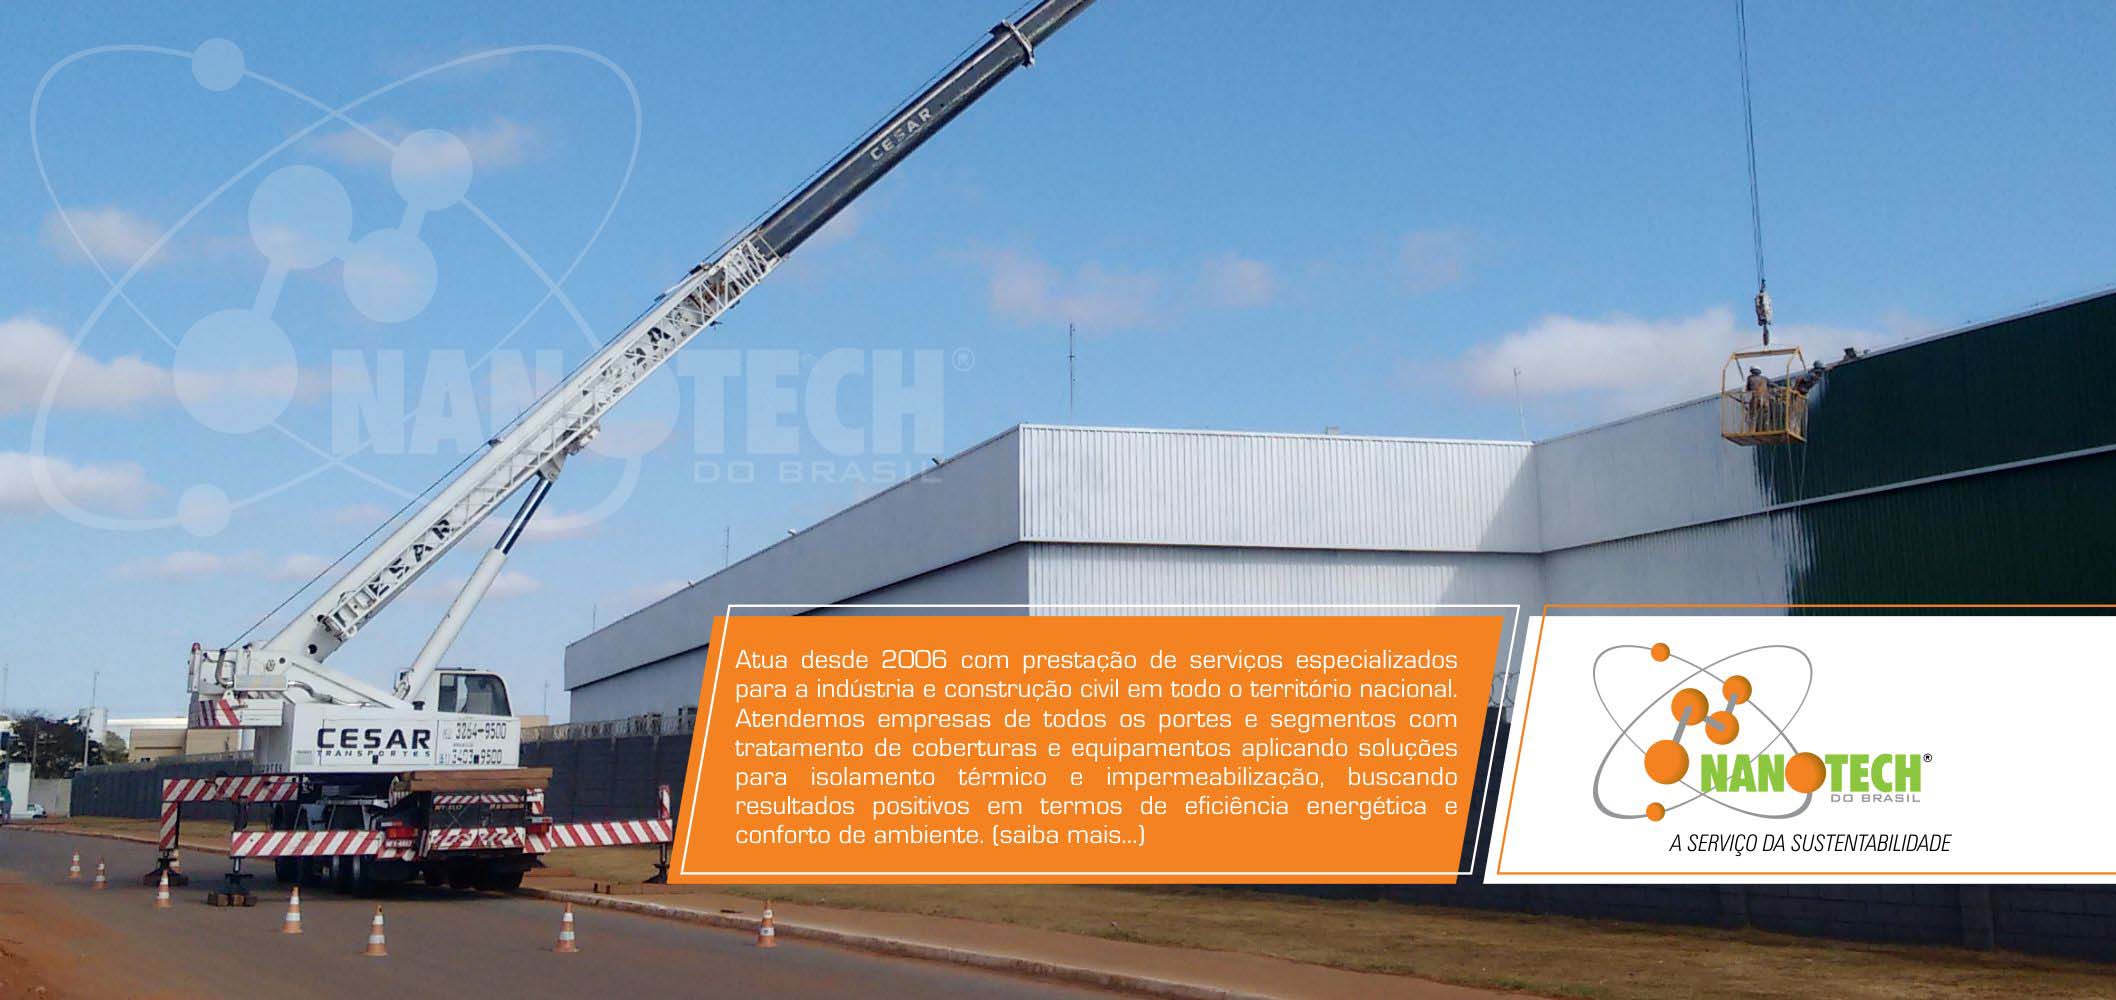 CESAR
CESAR
NANOTECH®
DO BRASIL
CESAR
CESAR
TRANSPORTES
3264-9500
3403-9500
Atua desde 2006 com prestação de serviços especializados
para a indústria e construção civil em todo o território nacional.
Atendemos empresas de todos os portes e segmentos com
tratamento de coberturas e equipamentos aplicando soluções
para isolamento térmico e impermeabilização, buscando
resultados positivos em termos de eficiência energética e
conforto de ambiente. (saiba mais...)
NANOTECH®
DO BRASIL
A SERVIÇO DA SUSTENTABILIDADE